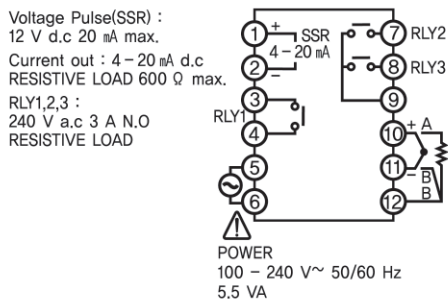 Voltage Pulse(SSR) :
12 V d.c 20 mA max.
Current out : 4-20 mA d.c
RESISTIVE LOAD 600 Ω max.
RLY1,2,3 :
240 V a.c 3 A N.O
RESISTIVE LOAD
1
+
SSR
4-20 mA
2
−
3
RLY1
4
5
6
7
RLY2
8
RLY3
9
10
+ A
11
− B
B
12
POWER
100 - 240 V~ 50/60 Hz
5.5 VA